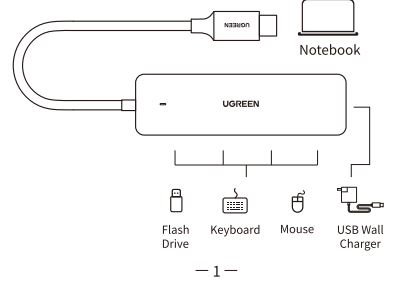 UGREEN
Notebook
UGREEN
Flash
Drive
Keyboard
Mouse
USB Wall
Charger
— 1 —